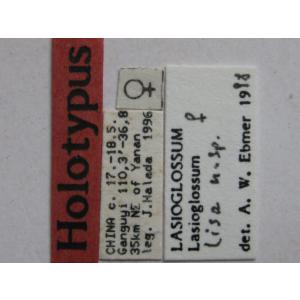 Holotypus
CHINA c. 17.-18.5.
Ganguyi 110,3'-36,8
35km NE of Yanan
leg. J.Halada 1996
♀
LASIOGLOSSUM ♀
Lasioglossum
lisa n.sp.
det. A. W. Ebmer 1998